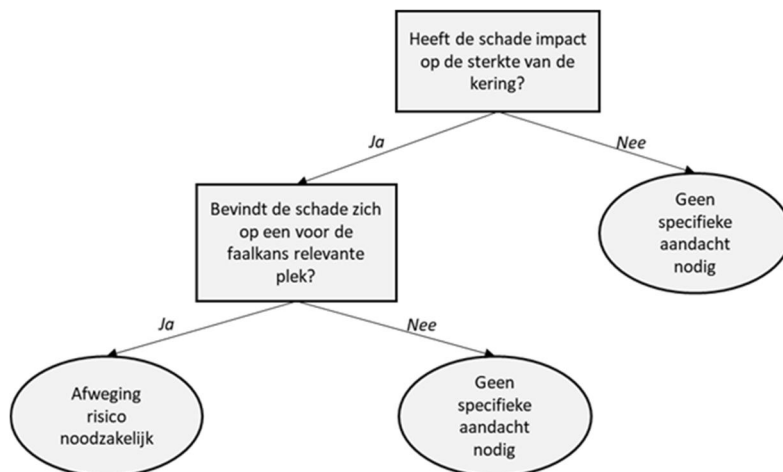 Heeft de schade impact
op de sterkte van de
kering?
Ja
Nee
Bevindt de schade zich
op een voor de
faalkans relevante
plek?
Geen
specifieke
aandacht
nodig
Ja
Nee
Afweging
risico
noodzakelijk
Geen
specifieke
aandacht
nodig